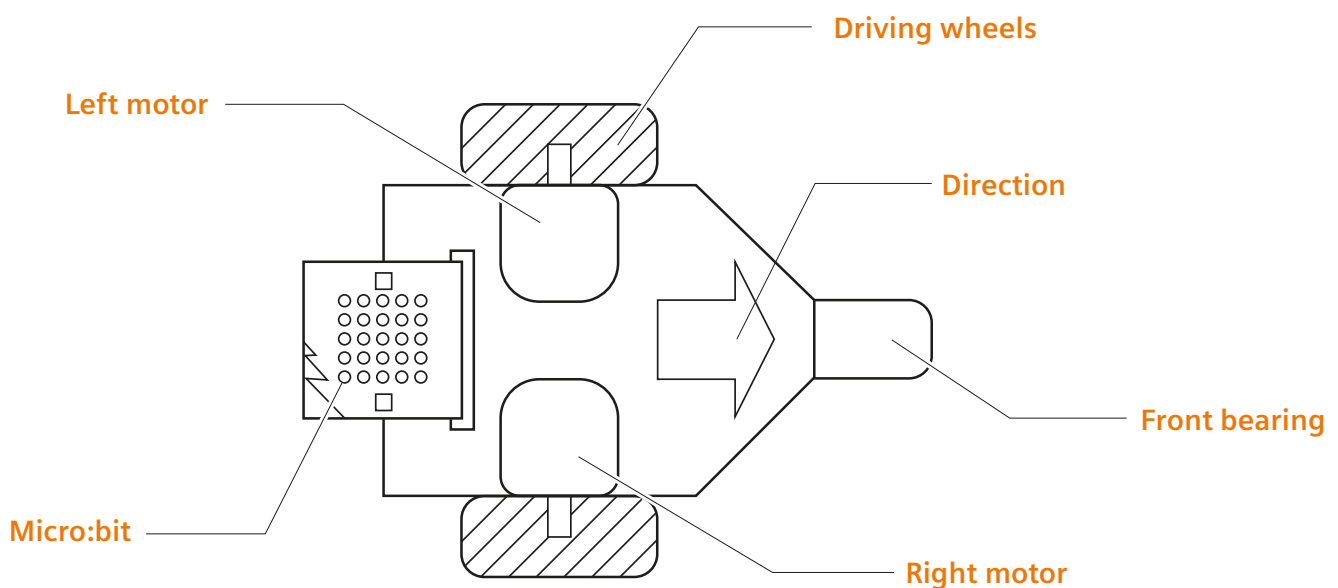 Driving wheels
Left motor
Direction
Front bearing
Micro:bit
Right motor